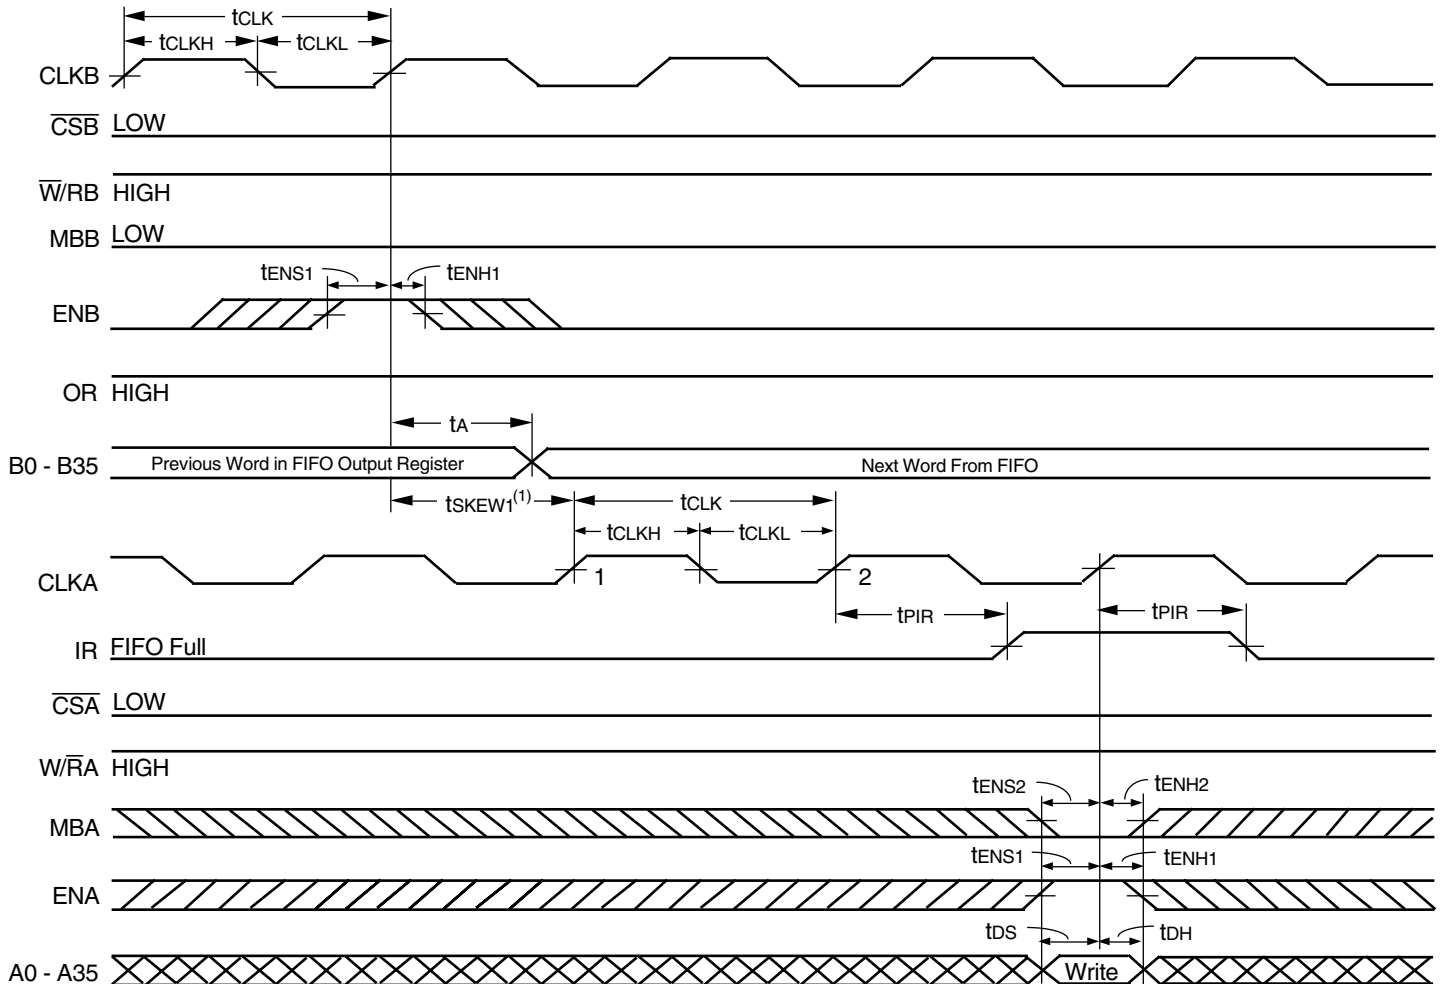 tCLK
tCLKH tCLKL
CLKB
CSB LOW
W/RB HIGH
MBB LOW
tENS1 tENH1
ENB
OR HIGH
tA
B0 - B35 Previous Word in FIFO Output Register Next Word From FIFO
tSKEW1(1) tCLK
tCLKH tCLKL
CLKA 1 2
tPIR tPIR
IR FIFO Full
CSA LOW
W/RA HIGH
tENS2 tENH2
MBA
tENS1 tENH1
ENA
tDS tDH
A0 - A35 Write